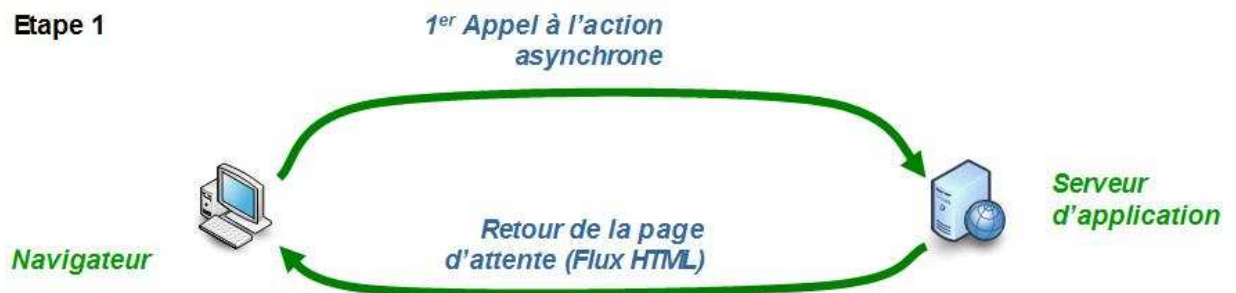 Etape 1
1er Appel à l'action
asynchrone
Serveur
d'application
Retour de la page
d'attente (Flux HTML)
Navigateur